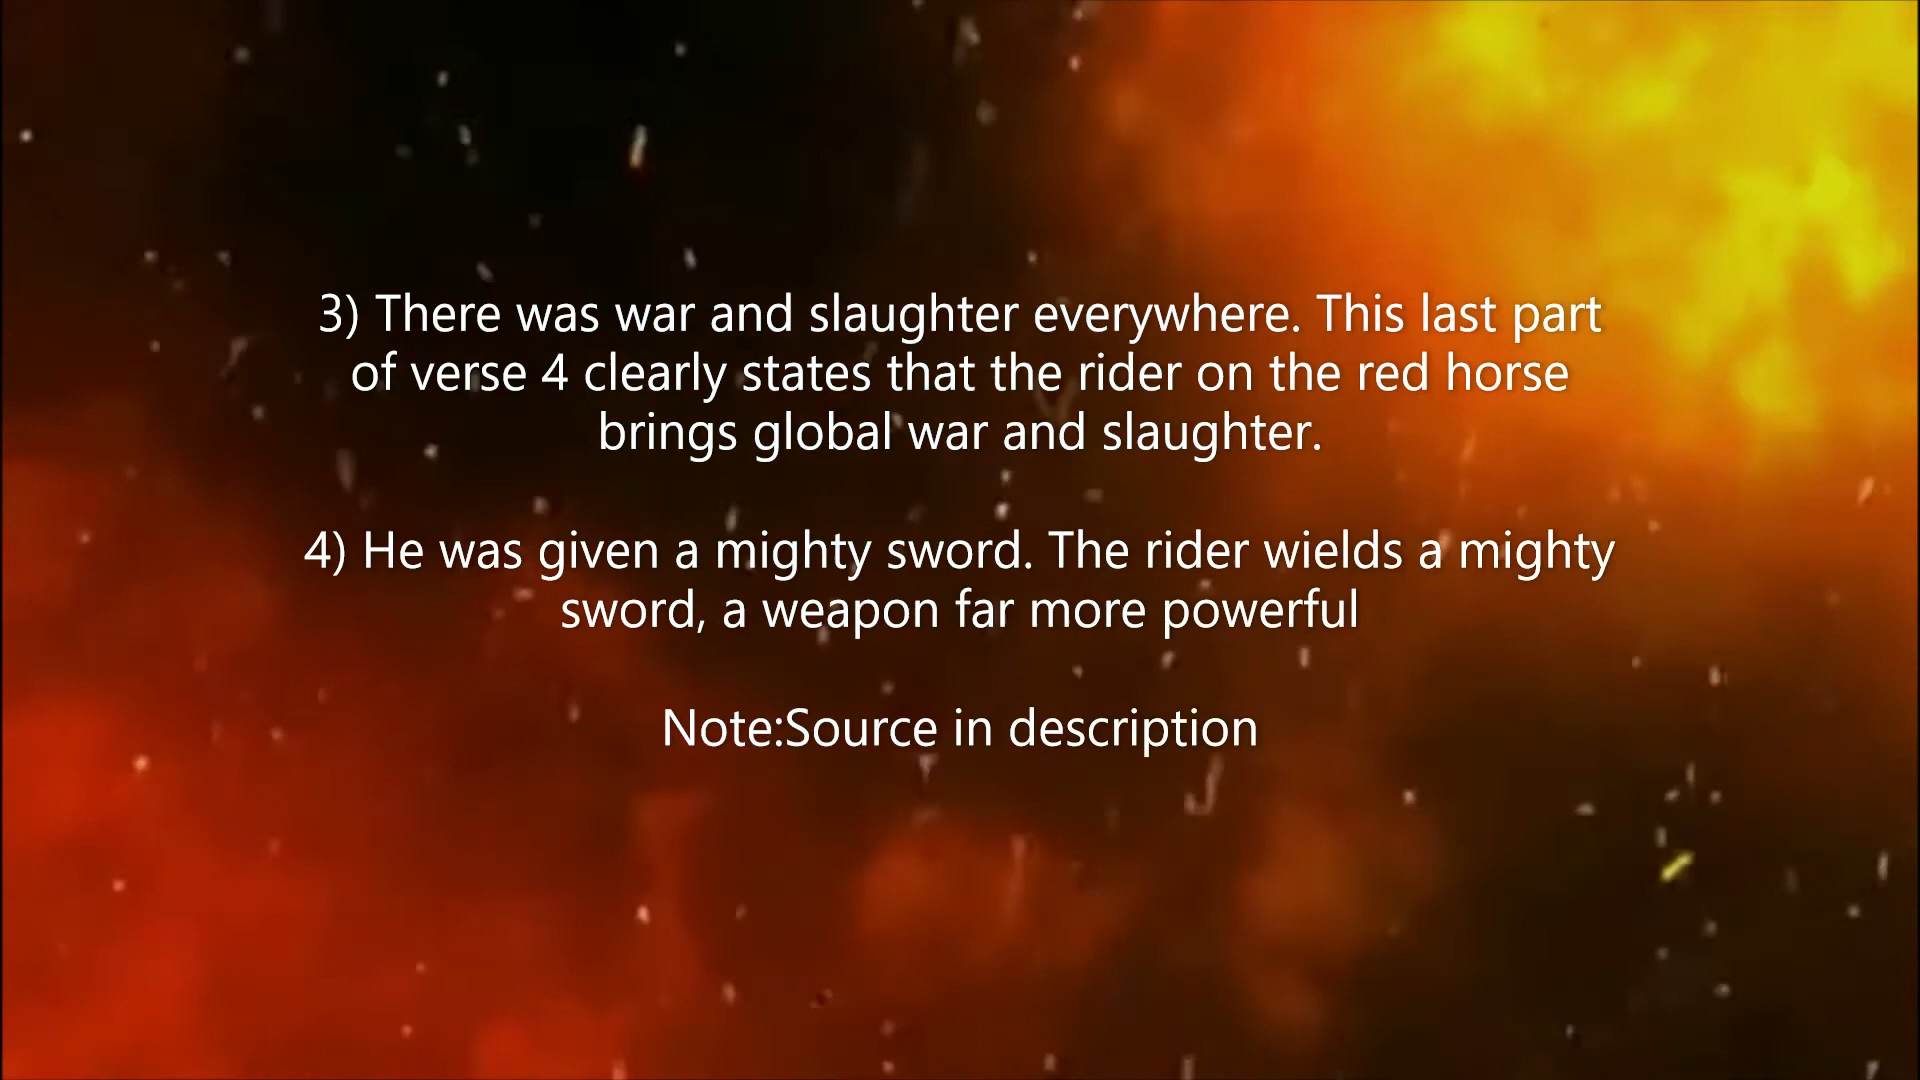 3) There was war and slaughter everywhere. This last part
of verse 4 clearly states that the rider on the red horse
brings global war and slaughter.
4) He was given a mighty sword. The rider wields a mighty
sword, a weapon far more powerful
Note:Source in description